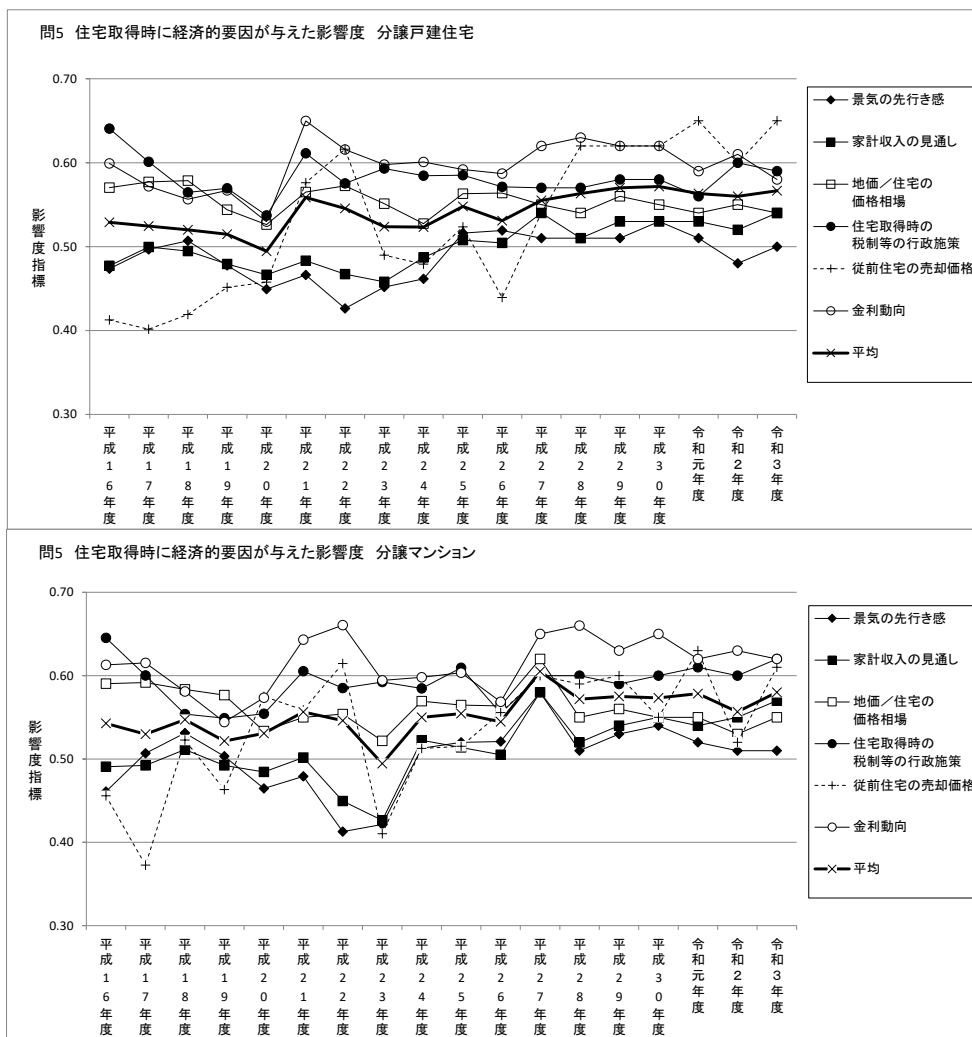 問5 住宅取得時に経済的要因が与えた影響度 分譲戸建住宅
影響度指標
0.70
0.60
0.50
0.40
0.30
平成16年度
平成17年度
平成18年度
平成19年度
平成20年度
平成21年度
平成22年度
平成23年度
平成24年度
平成25年度
平成26年度
平成27年度
平成28年度
平成29年度
平成30年度
令和元年度
令和2年度
令和3年度
景気の先行き感
家計収入の見通し
地価/住宅の
価格相場
住宅取得時の
税制等の行政施策
従前住宅の売却価格
金利動向
平均
問5 住宅取得時に経済的要因が与えた影響度 分譲マンション
影響度指標
0.70
0.60
0.50
0.40
0.30
平成16年度
平成17年度
平成18年度
平成19年度
平成20年度
平成21年度
平成22年度
平成23年度
平成24年度
平成25年度
平成26年度
平成27年度
平成28年度
平成29年度
平成30年度
令和元年度
令和2年度
令和3年度
景気の先行き感
家計収入の見通し
地価/住宅の
価格相場
住宅取得時の
税制等の行政施策
従前住宅の売却価格
金利動向
平均